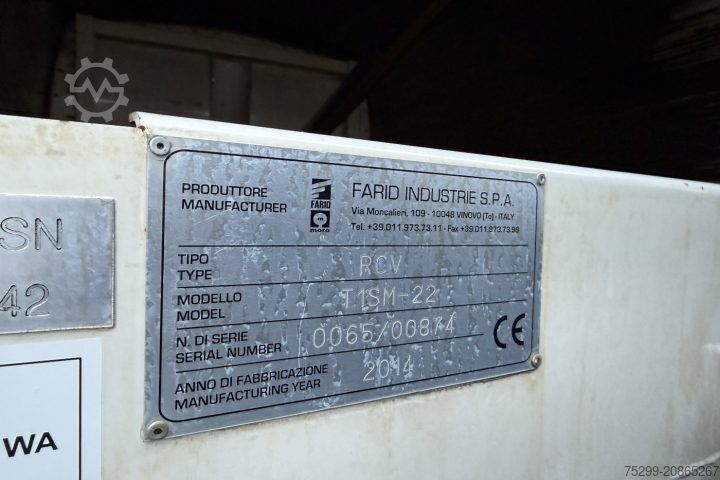 SN
42
WA
PRODUTTORE
MANUFACTURER
FARID
m
moro
FARID INDUSTRIE S.P.A.
Via Moncalieri, 109 - 10048 VINOVO (To) - ITALY
Tel. +39.011.973.73.11 - Fax +39.011.973.73.98
TIPO
TYPE
RCV
MODELLO
MODEL
T1SM-22
N. DI SERIE
SERIAL NUMBER
0065/00874
ANNO DI FABBRICAZIONE
MANUFACTURING YEAR
2014
CE
75299-20865267